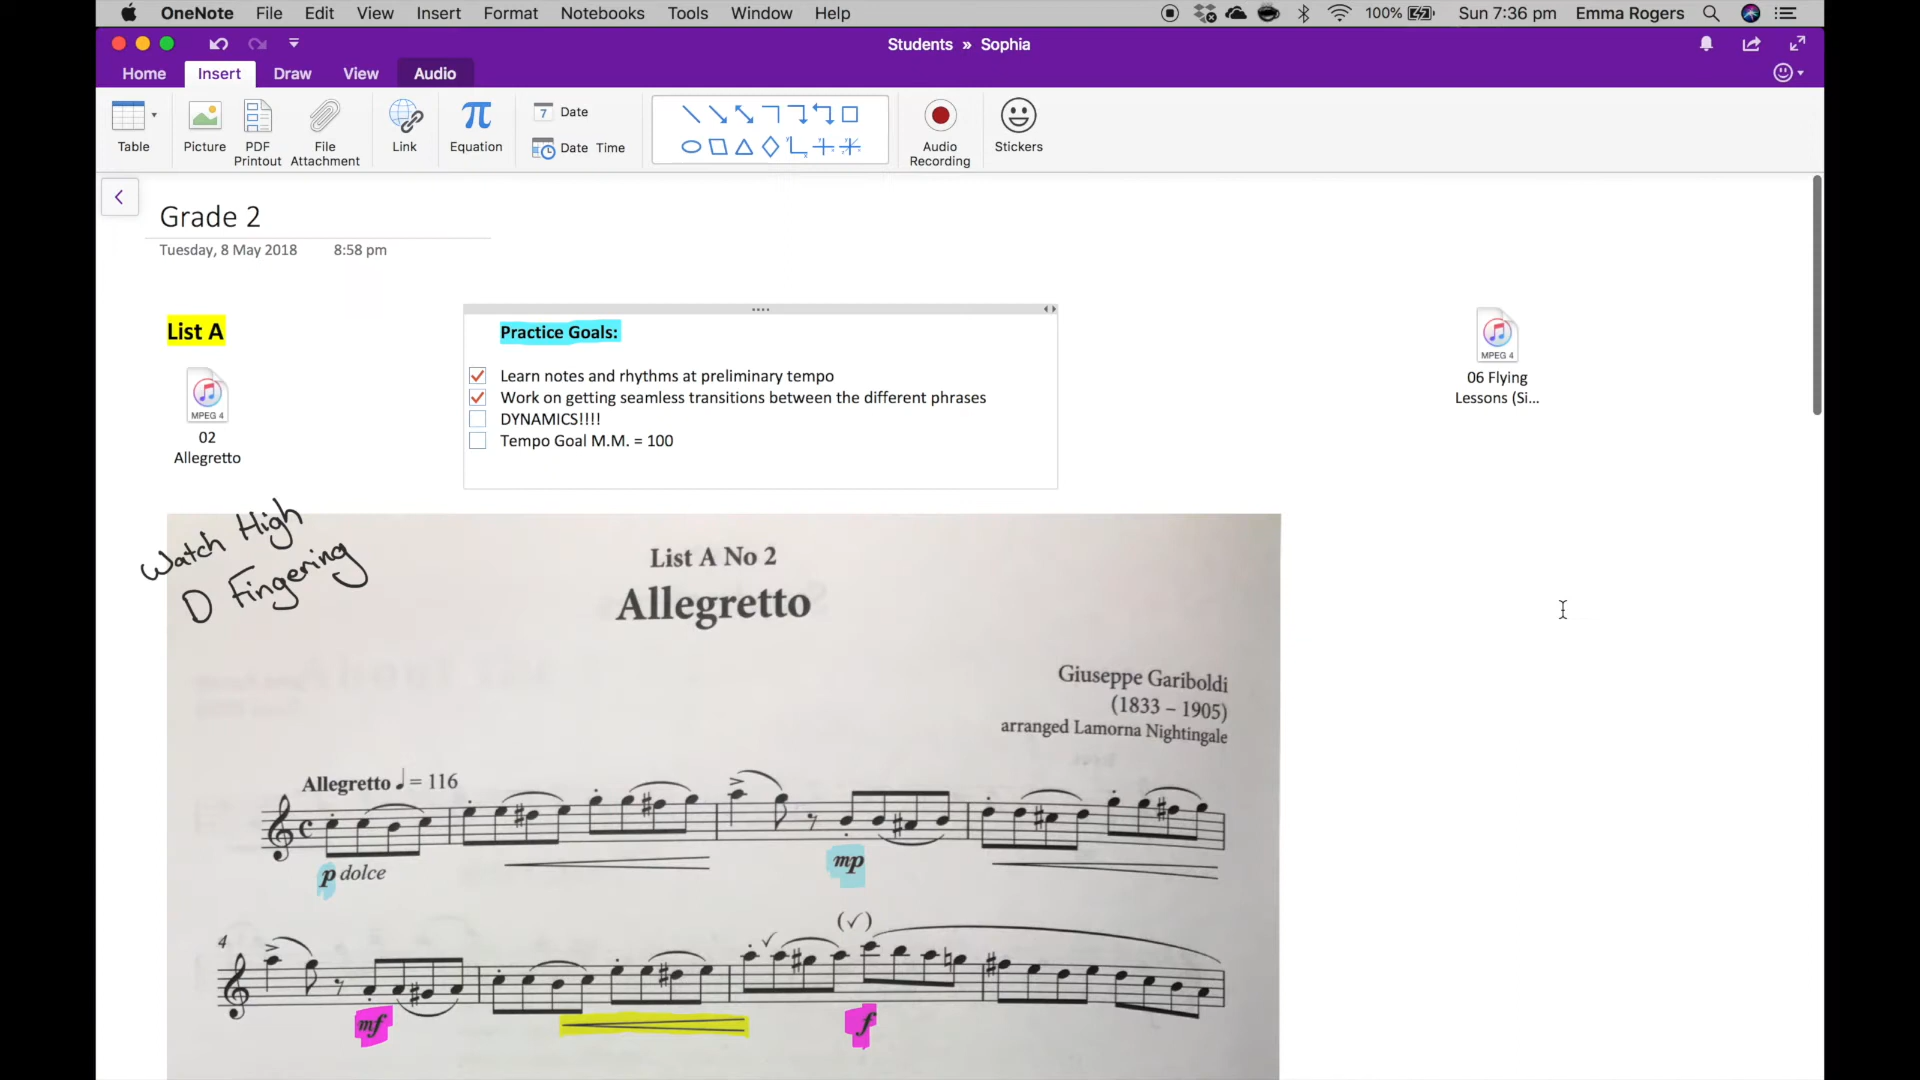 OneNote File Edit View Insert Format Notebooks Tools Window Help 100% Sun 7:36 pm Emma Rogers
Students » Sophia
Home Insert Draw View Audio
Table Picture PDF Printout File Attachment Link Equation 7 Date Date Time Audio Recording Stickers
Grade 2
Tuesday, 8 May 2018 8:58 pm
List A
MPEG 4
02
Allegretto
Practice Goals:
Learn notes and rhythms at preliminary tempo
Work on getting seamless transitions between the different phrases
DYNAMICS!!!!
Tempo Goal M.M. = 100
MPEG 4
06 Flying
Lessons (Si...
Watch High
D Fingering
List A No 2
Allegretto
Giuseppe Gariboldi
(1833 – 1905)
arranged Lamorna Nightingale
Allegretto ♩ = 116
p dolce
mp
4
mf
f